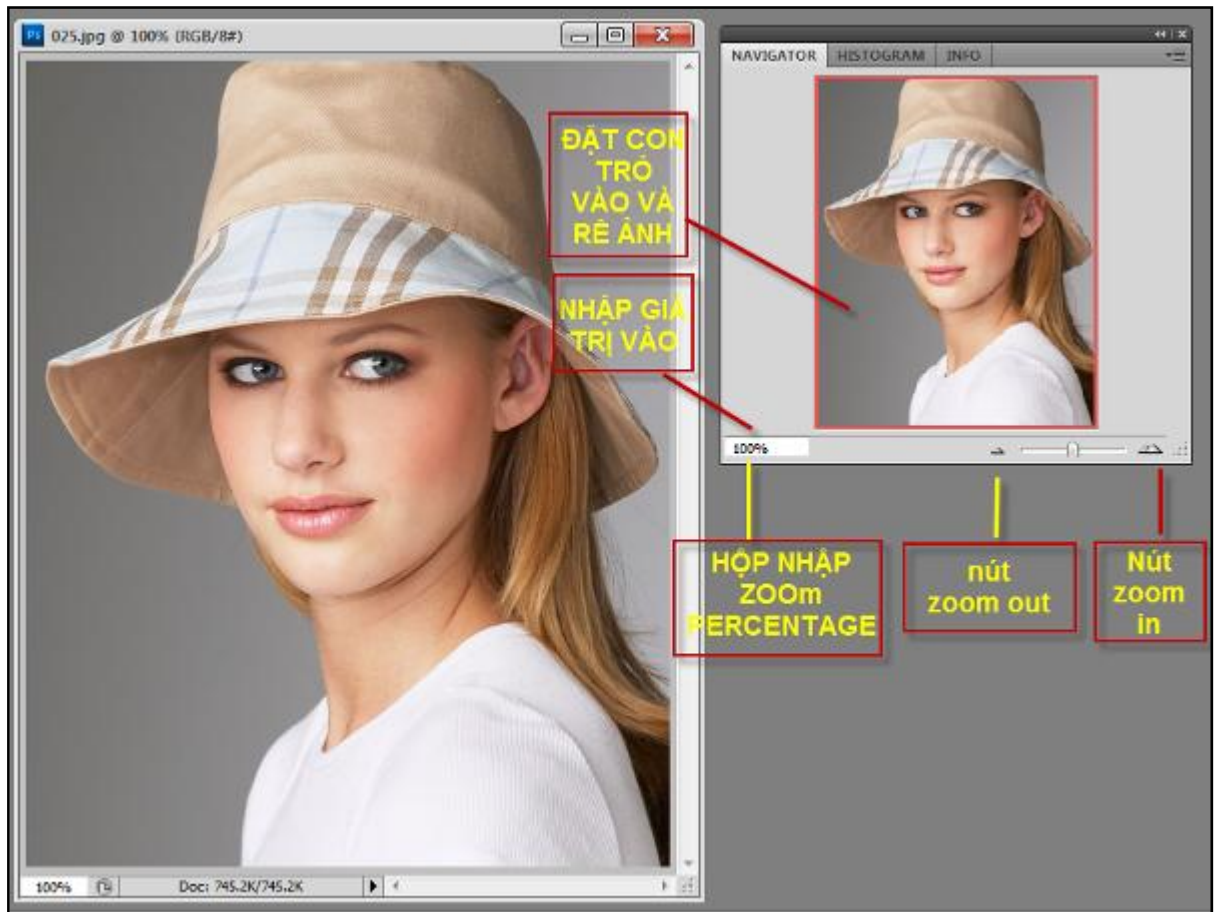 Ps 025.jpg @ 100% (RGB/8#)
NAVIGATOR HISTOGRAM INFO
ĐẶT CON
TRỎ
VÀO VÀ
RÊ ẢNH
NHẬP GIÁ
TRỊ VÀO
100%
HỘP NHẬP
ZOOm
PERCENTAGE
nút
zoom out
Nút
zoom
in
100% Doc: 745.2K/745.2K